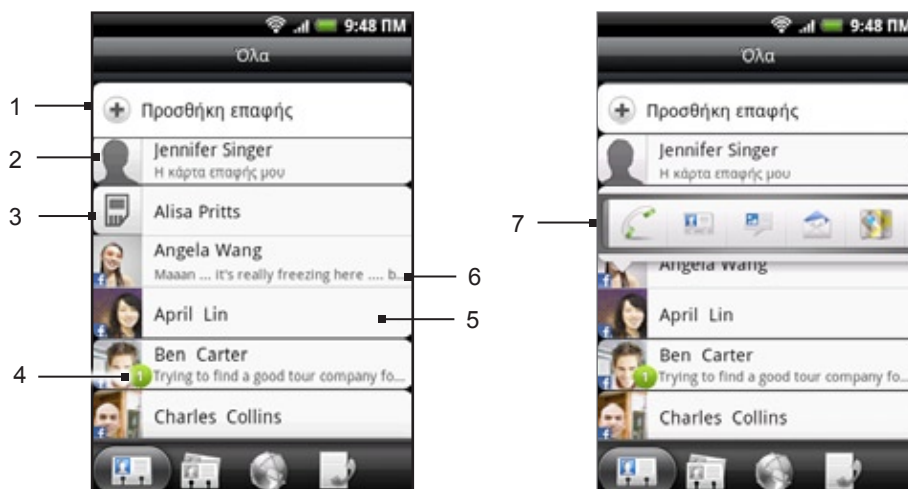 9:48 ΠΜ
Όλα
1
Προσθήκη επαφής
2
Jennifer Singer
Η κάρτα επαφής μου
3
Alisa Pritts
Angela Wang
Maaan ... it's really freezing here .... b...
6
April Lin
5
4
Ben Carter
1
Trying to find a good tour company fo...
Charles Collins
9:48 ΠΜ
Όλα
Προσθήκη επαφής
Jennifer Singer
Η κάρτα επαφής μου
7
Angela Wang
April Lin
Ben Carter
1
Trying to find a good tour company fo...
Charles Collins